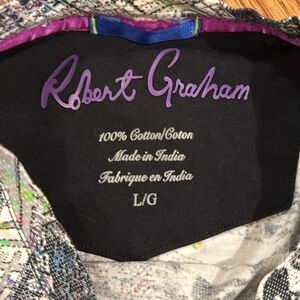 Robert Graham
100% Cotton/Coton
Made in India
Fabrique en India
L/G